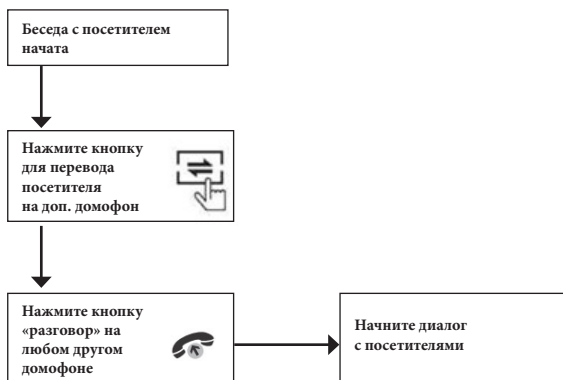 Беседа с посетителем
начата
Нажмите кнопку
для перевода
посетителя
на доп. домофон
Нажмите кнопку
«разговор» на
любом другом
домофоне
Начните диалог
с посетителями